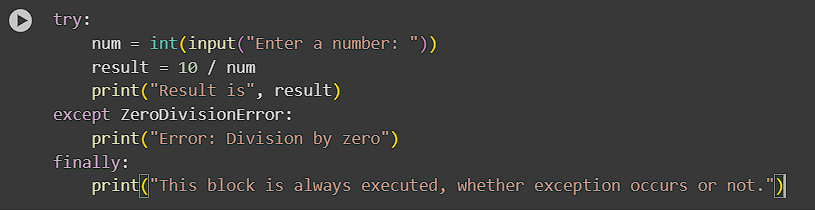 try:
    num = int(input("Enter a number: "))
    result = 10 / num
    print("Result is", result)
except ZeroDivisionError:
    print("Error: Division by zero")
finally:
    print("This block is always executed, whether exception occurs or not.")